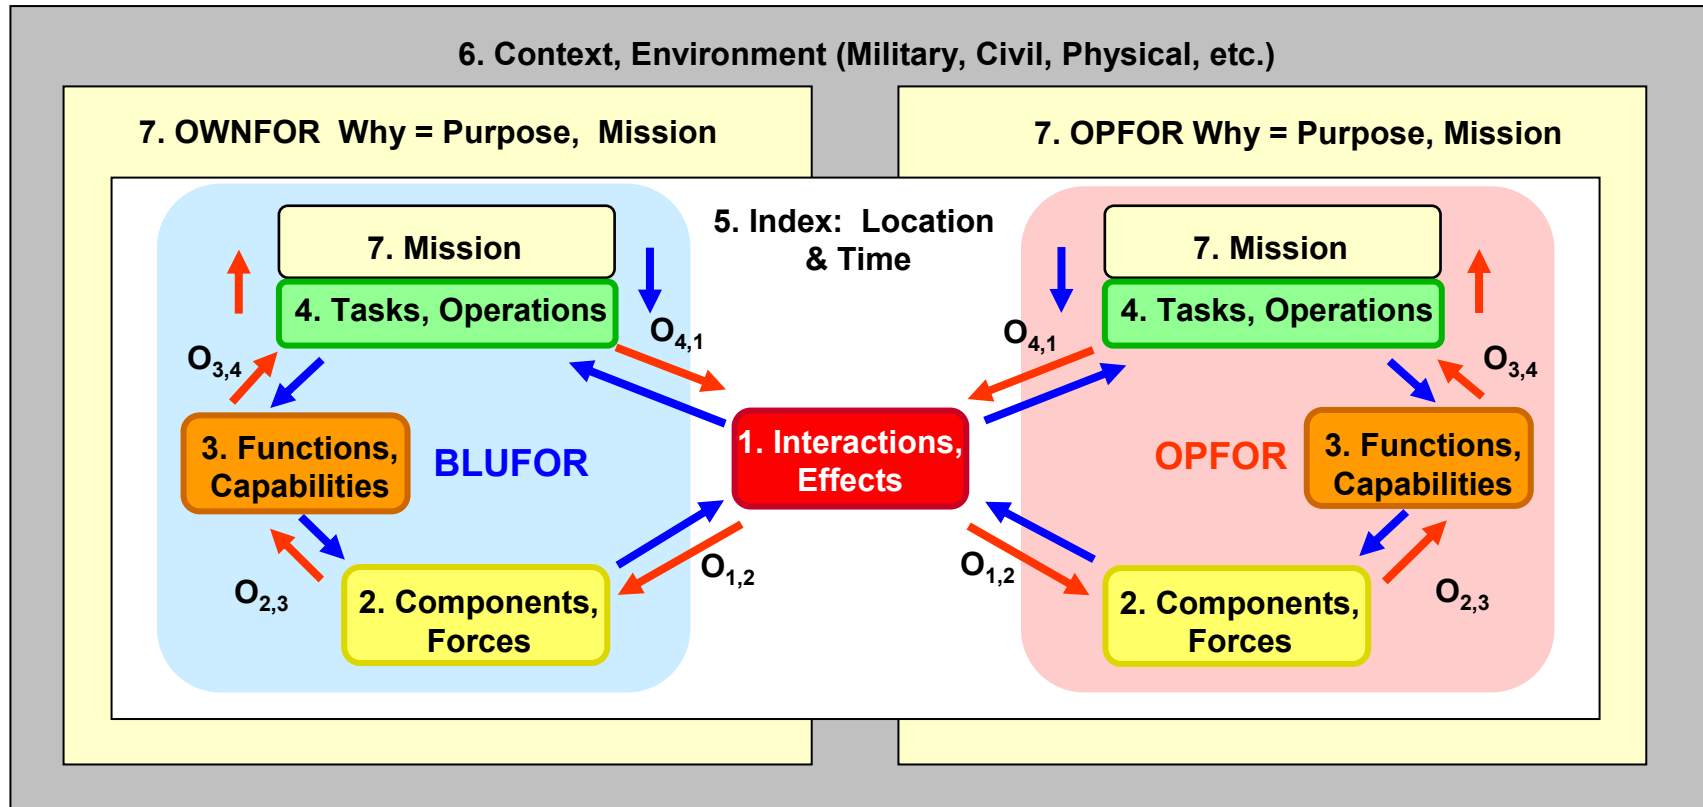 6. Context, Environment (Military, Civil, Physical, etc.)
7. OWNFOR Why = Purpose, Mission
7. OPFOR Why = Purpose, Mission
5. Index: Location
& Time
7. Mission
4. Tasks, Operations
O4,1
O3,4
3. Functions,
Capabilities
BLUFOR
O2,3
2. Components,
Forces
O1,2
1. Interactions,
Effects
7. Mission
4. Tasks, Operations
O4,1
O3,4
OPFOR
3. Functions,
Capabilities
O1,2
2. Components,
Forces
O2,3